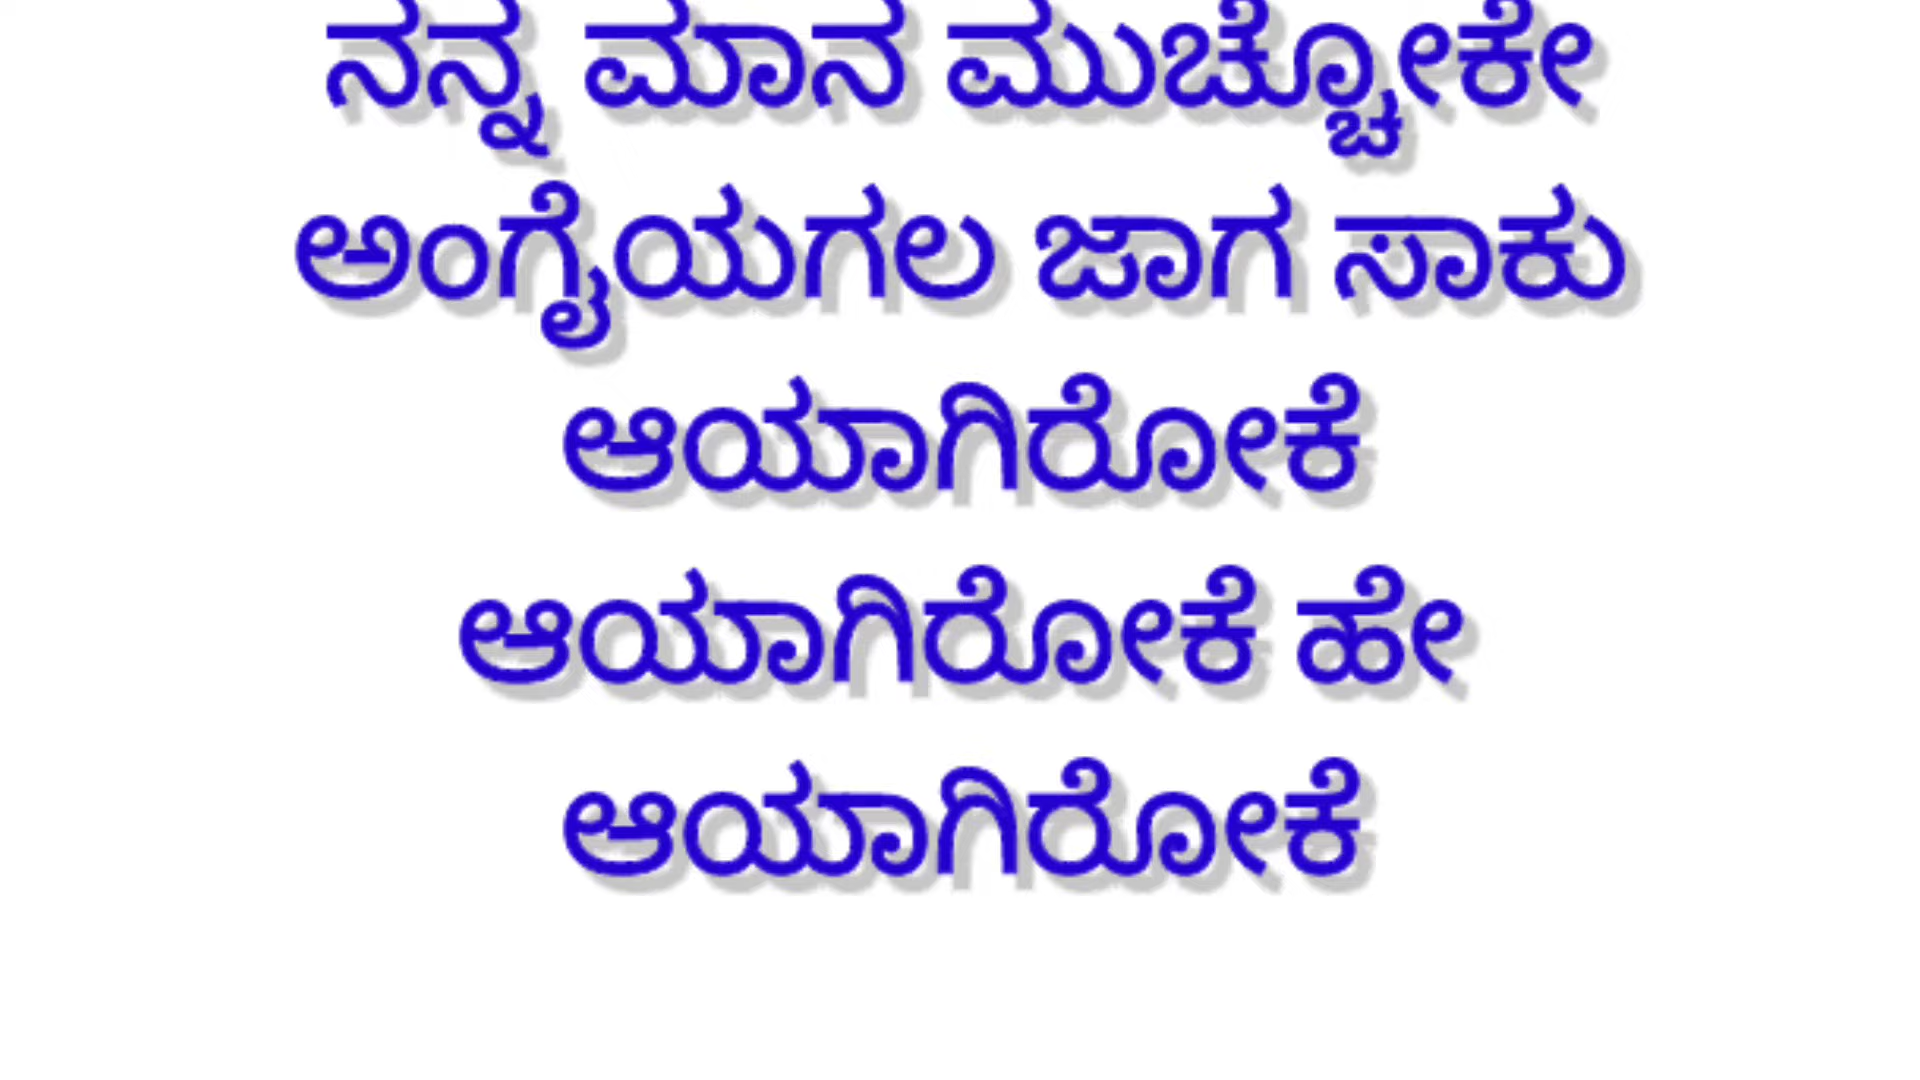 ನನ್ನ ಮಾನ ಮುಚ್ಚೋಕೇ
ಅಂಗೈಯಗಲ ಜಾಗ ಸಾಕು
ಆಯಾಗಿರೋಕೆ
ಆಯಾಗಿರೋಕೆ ಹೇ
ಆಯಾಗಿರೋಕೆ